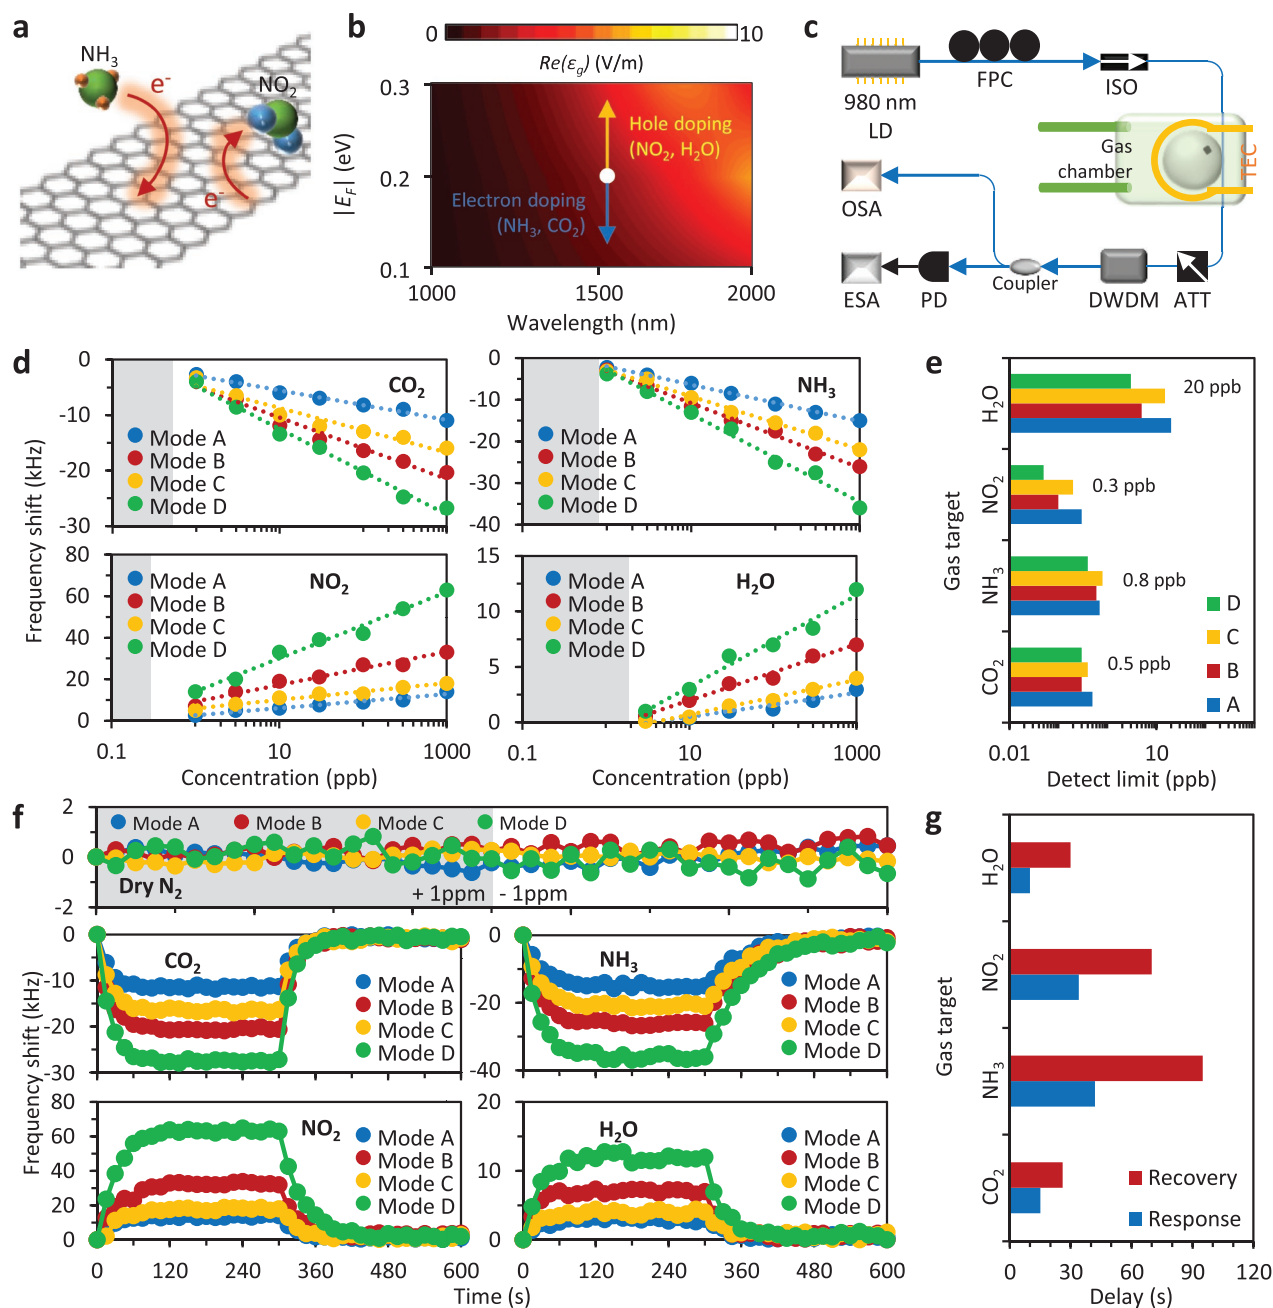 a
NH3
e-
NO2
e-
b
0
10
Re(εg) (V/m)
0.3
0.2
0.1
|EF| (eV)
Hole doping
(NO2, H2O)
Electron doping
(NH3, CO2)
1000
1500
2000
Wavelength (nm)
c
980 nm
LD
FPC
ISO
Gas
chamber
TEC
OSA
ESA
PD
Coupler
DWDM
ATT
d
Frequency shift (kHz)
0
-10
-20
-30
CO2
Mode A
Mode B
Mode C
Mode D
0
-10
-20
-30
-40
NH3
Mode A
Mode B
Mode C
Mode D
80
60
40
20
0
NO2
Mode A
Mode B
Mode C
Mode D
0.1
10
1000
Concentration (ppb)
15
10
5
0
H2O
Mode A
Mode B
Mode C
Mode D
0.1
10
1000
Concentration (ppb)
e
Gas target
H2O
NO2
NH3
CO2
20 ppb
0.3 ppb
0.8 ppb
0.5 ppb
D
C
B
A
0.01
10
Detect limit (ppb)
f
Frequency shift (kHz)
2
0
-2
Mode A
Mode B
Mode C
Mode D
Dry N2
+ 1ppm
- 1ppm
0
-10
-20
-30
CO2
Mode A
Mode B
Mode C
Mode D
0
-20
-40
NH3
Mode A
Mode B
Mode C
Mode D
80
60
40
20
0
NO2
Mode A
Mode B
Mode C
Mode D
0
120
240
360
480
600
20
10
0
H2O
Mode A
Mode B
Mode C
Mode D
0
120
240
360
480
600
Time (s)
g
Gas target
H2O
NO2
NH3
CO2
Recovery
Response
0
30
60
90
120
Delay (s)